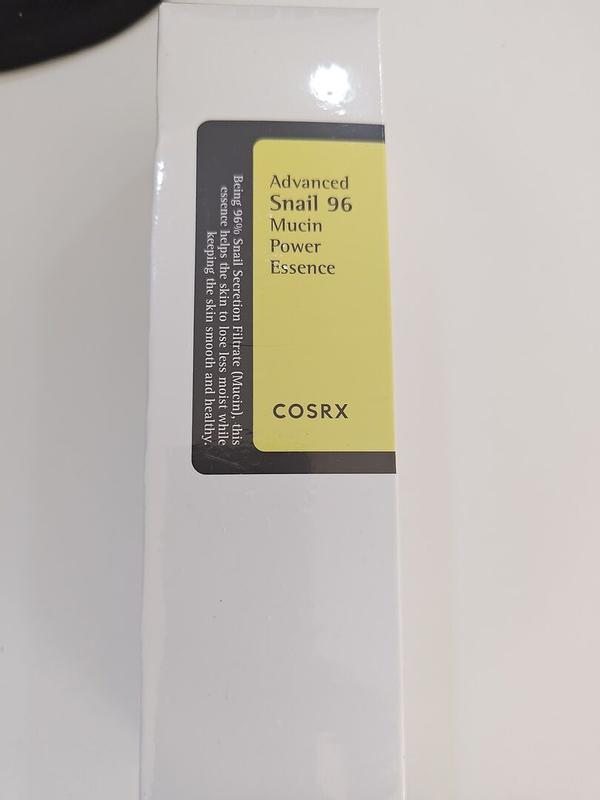 Advanced
Snail 96
Mucin
Power
Essence
COSRX
Being 96% Snail Secretion Filtrate (Mucin), this
essence helps the skin to lose less moist while
keeping the skin smooth and healthy.